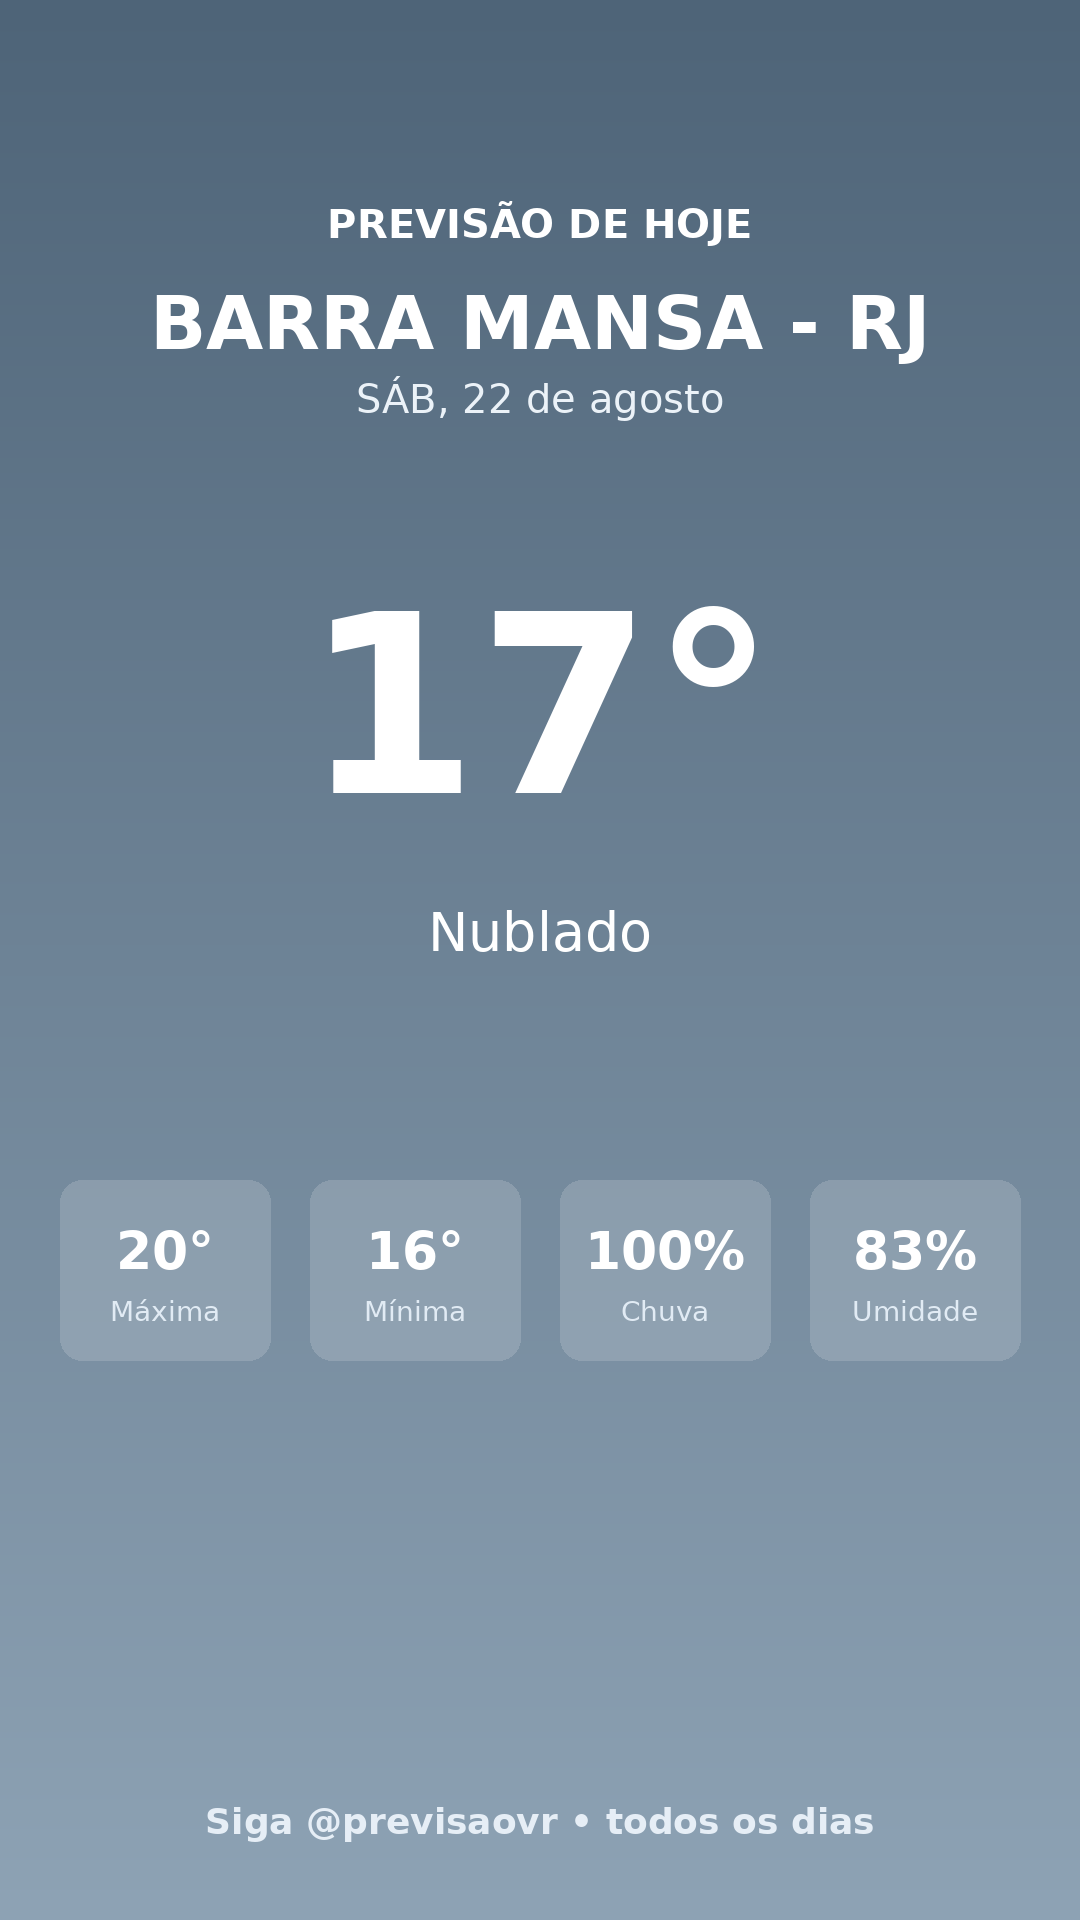 PREVISÃO DE HOJE
BARRA MANSA - RJ
SÁB, 22 de agosto
17°
Nublado
20° 16° 100% 83%
Máxima Mínima Chuva Umidade
Siga @previsaovr • todos os dias